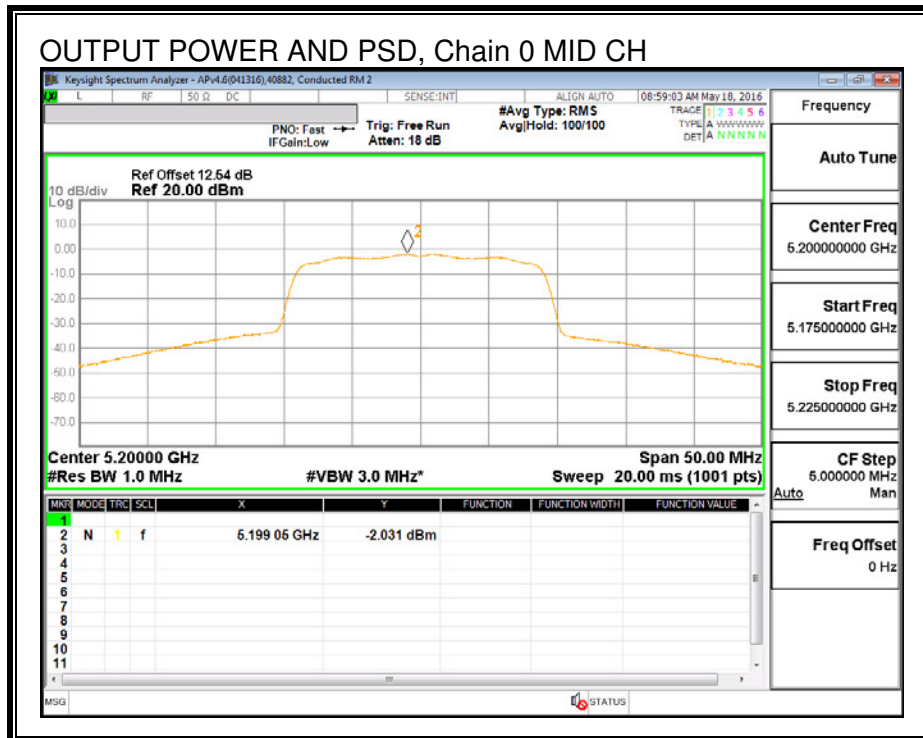 OUTPUT POWER AND PSD, Chain 0 MID CH
Keysight Spectrum Analyzer - APv4.6(041316),40882, Conducted RM 2
L RF 50 Ω DC SENSE:INT ALIGN AUTO 08:59:03 AM May 18, 2016
PNO: Fast
IFGain:Low
Trig: Free Run
Atten: 18 dB
#Avg Type: RMS
Avg|Hold: 100/100
TRACE 1 2 3 4 5 6
TYPE A WWWWW
DET A N N N N N
Ref Offset 12.54 dB
10 dB/div Ref 20.00 dBm
Log
10.0
0.00
-10.0
-20.0
-30.0
-40.0
-50.0
-60.0
-70.0
2
Center 5.20000 GHz Span 50.00 MHz
#Res BW 1.0 MHz #VBW 3.0 MHz* Sweep 20.00 ms (1001 pts)
MKR MODE TRC SCL X Y FUNCTION FUNCTION WIDTH FUNCTION VALUE
1
2 N 1 f 5.199 05 GHz -2.031 dBm
3
4
5
6
7
8
9
10
11
MSG STATUS
Frequency
Auto Tune
Center Freq
5.200000000 GHz
Start Freq
5.175000000 GHz
Stop Freq
5.225000000 GHz
CF Step
5.000000 MHz
Auto Man
Freq Offset
0 Hz